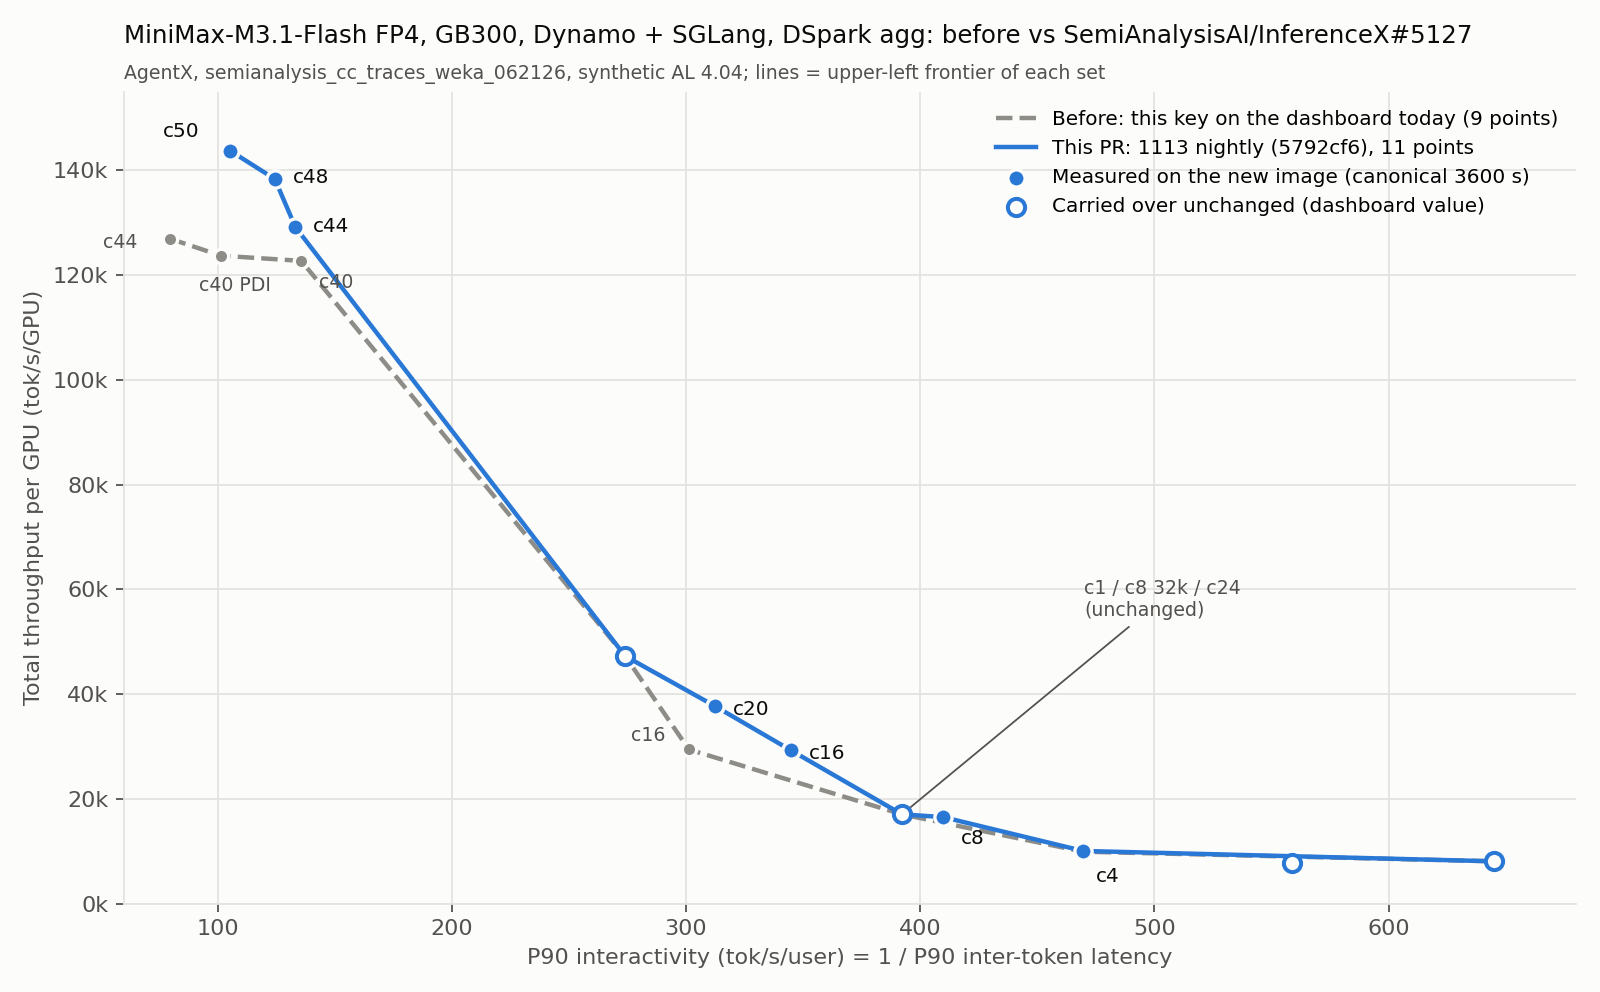 MiniMax-M3.1-Flash FP4, GB300, Dynamo + SGLang, DSpark agg: before vs SemiAnalysisAI/InferenceX#5127
AgentX, semianalysis_cc_traces_weka_062126, synthetic AL 4.04; lines = upper-left frontier of each set
Before: this key on the dashboard today (9 points)
This PR: 1113 nightly (5792cf6), 11 points
Measured on the new image (canonical 3600 s)
Carried over unchanged (dashboard value)
Total throughput per GPU (tok/s/GPU)
140k
120k
100k
80k
60k
40k
20k
0k
c50
c48
c44
c44
c40 PDI
c40
c1 / c8 32k / c24
(unchanged)
c16
c20
c16
c8
c4
100
200
300
400
500
600
P90 interactivity (tok/s/user) = 1 / P90 inter-token latency